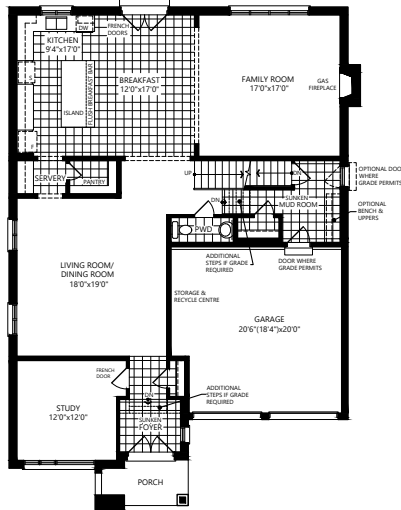 FRENCH
DOORS
DW
KITCHEN
9'4"x17'0"
BREAKFAST
12'0"x17'0"
FLUSH BREAKFAST BAR
ISLAND
FAMILY ROOM
17'0"x17'0"
GAS
FIREPLACE
SERVERY
PANTRY
UP
DN
OPTIONAL DOOR
WHERE
GRADE PERMITS
SUNKEN
MUD ROOM
OPTIONAL
BENCH &
UPPERS
DN
PWD
ADDITIONAL
STEPS IF GRADE
REQUIRED
DOOR WHERE
GRADE PERMITS
LIVING ROOM/
DINING ROOM
18'0"x19'0"
STORAGE &
RECYCLE CENTRE
GARAGE
20'6"(18'4")x20'0"
FRENCH
DOOR
DN
ADDITIONAL
STEPS IF GRADE
REQUIRED
STUDY
12'0"x12'0"
SUNKEN
FOYER
PORCH